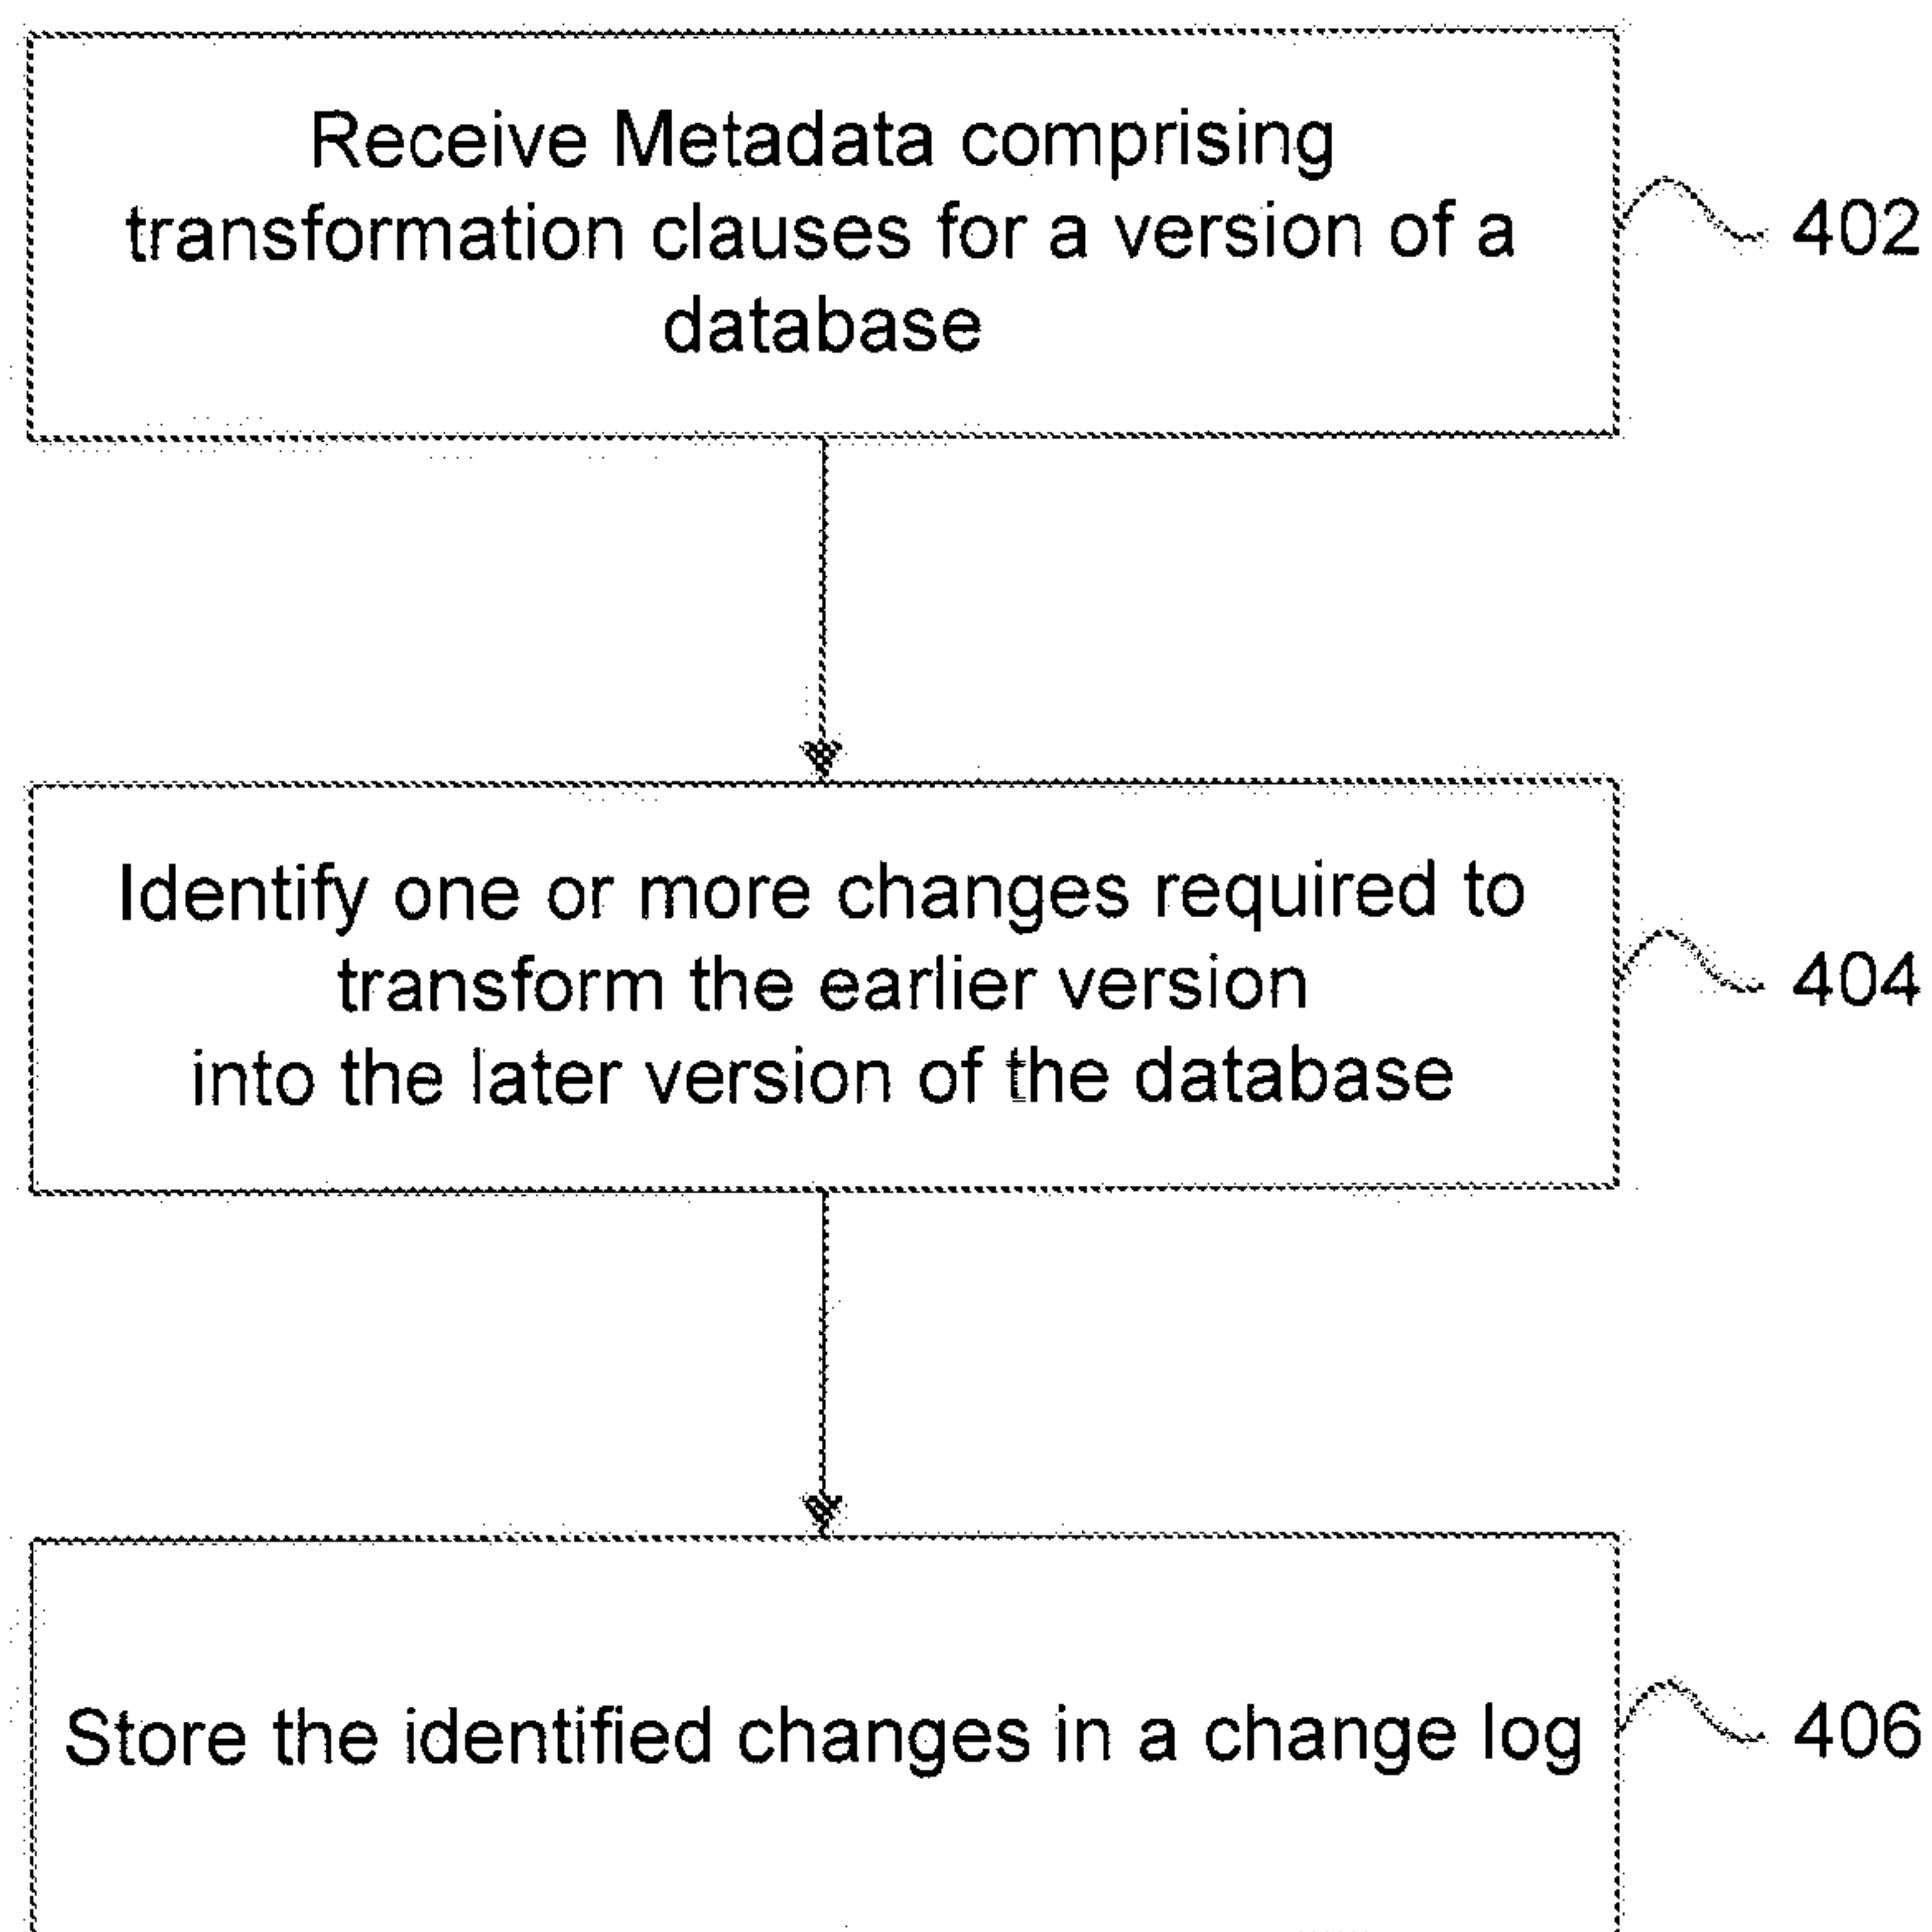 Receive Metadata comprising
transformation clauses for a version of a
database
402
Identify one or more changes required to
transform the earlier version
into the later version of the database
404
Store the identified changes in a change log
406